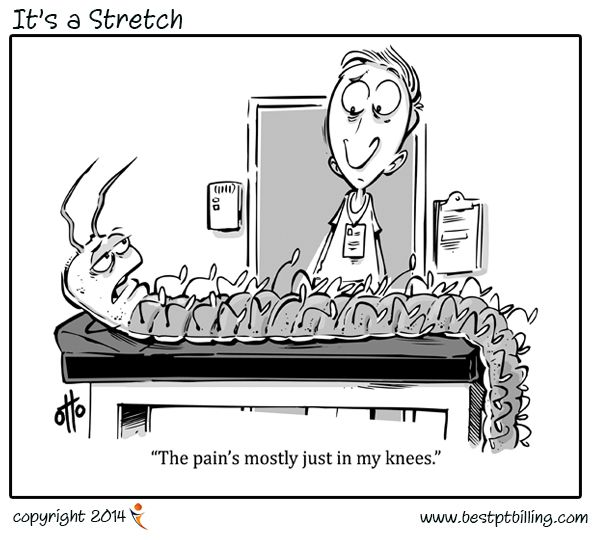 It's a Stretch
otto
"The pain's mostly just in my knees."
copyright 2014
www.bestptbilling.com